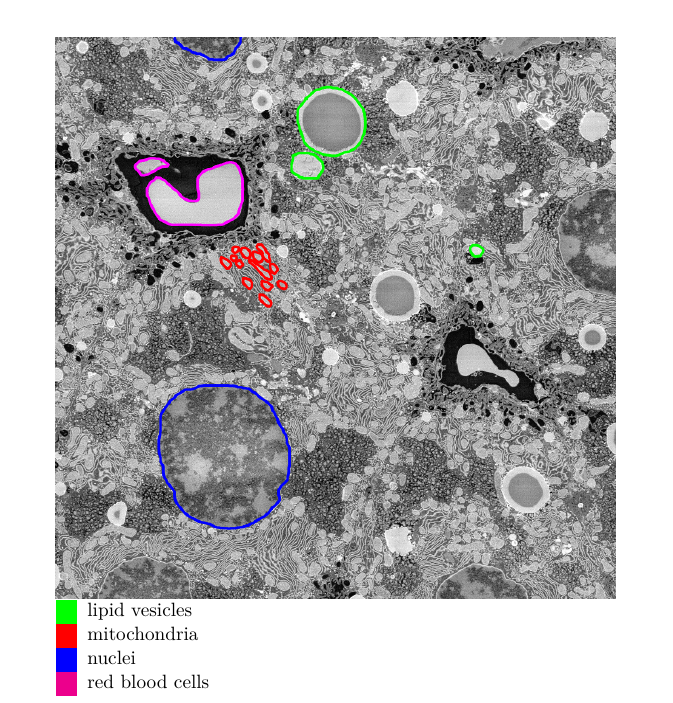 lipid vesicles
mitochondria
nuclei
red blood cells